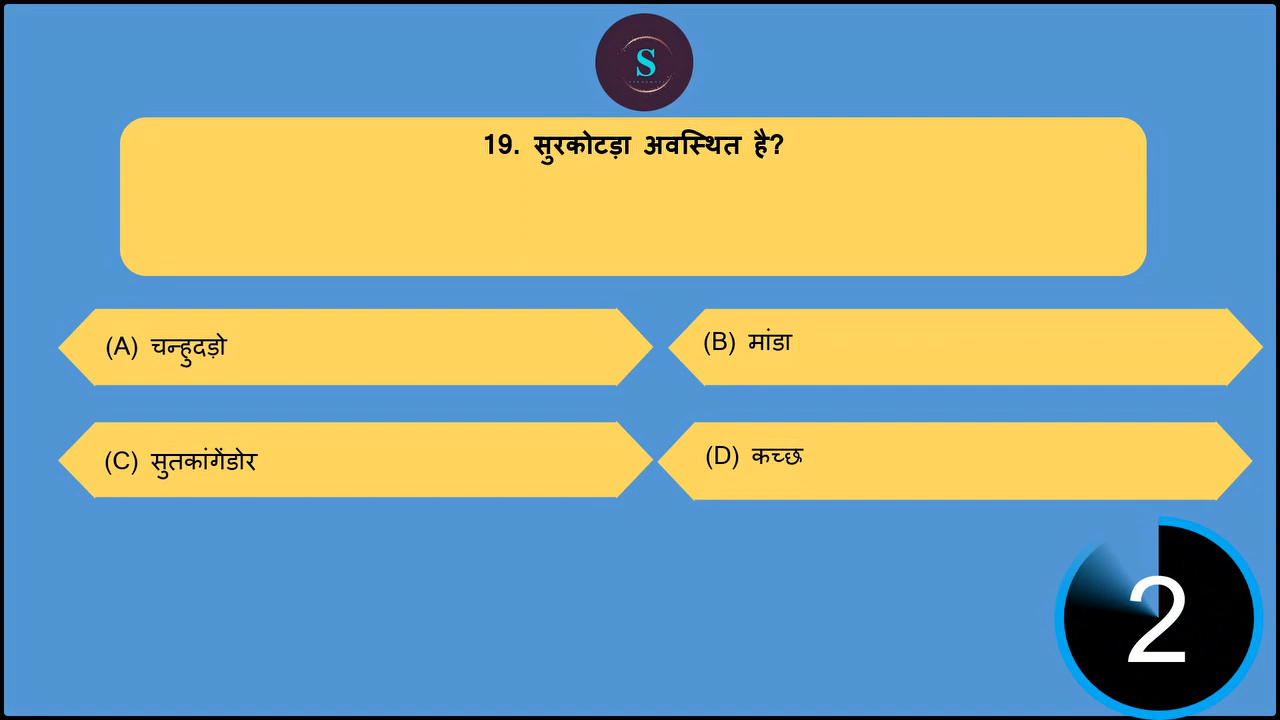 S
19. सुरकोटड़ा अवस्थित है?
(A) चन्हुदड़ो
(B) मांडा
(C) सुतकांगेंडोर
(D) कच्छ
2